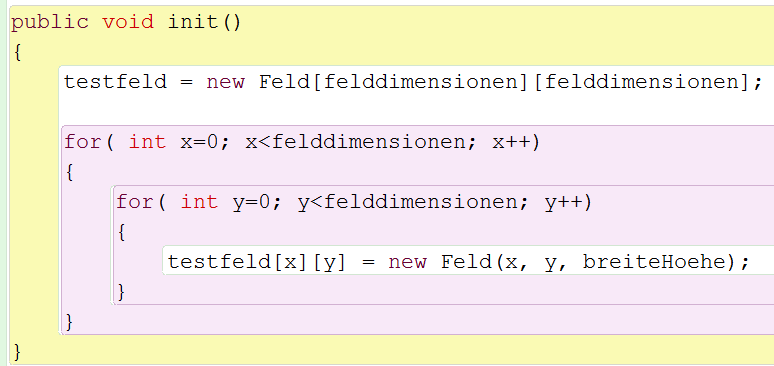 public void init()
{
testfeld = new Feld[felddimensionen][felddimensionen];
for( int x=0; x<felddimensionen; x++)
{
for( int y=0; y<felddimensionen; y++)
{
testfeld[x][y] = new Feld(x, y, breiteHoehe);
}
}
}